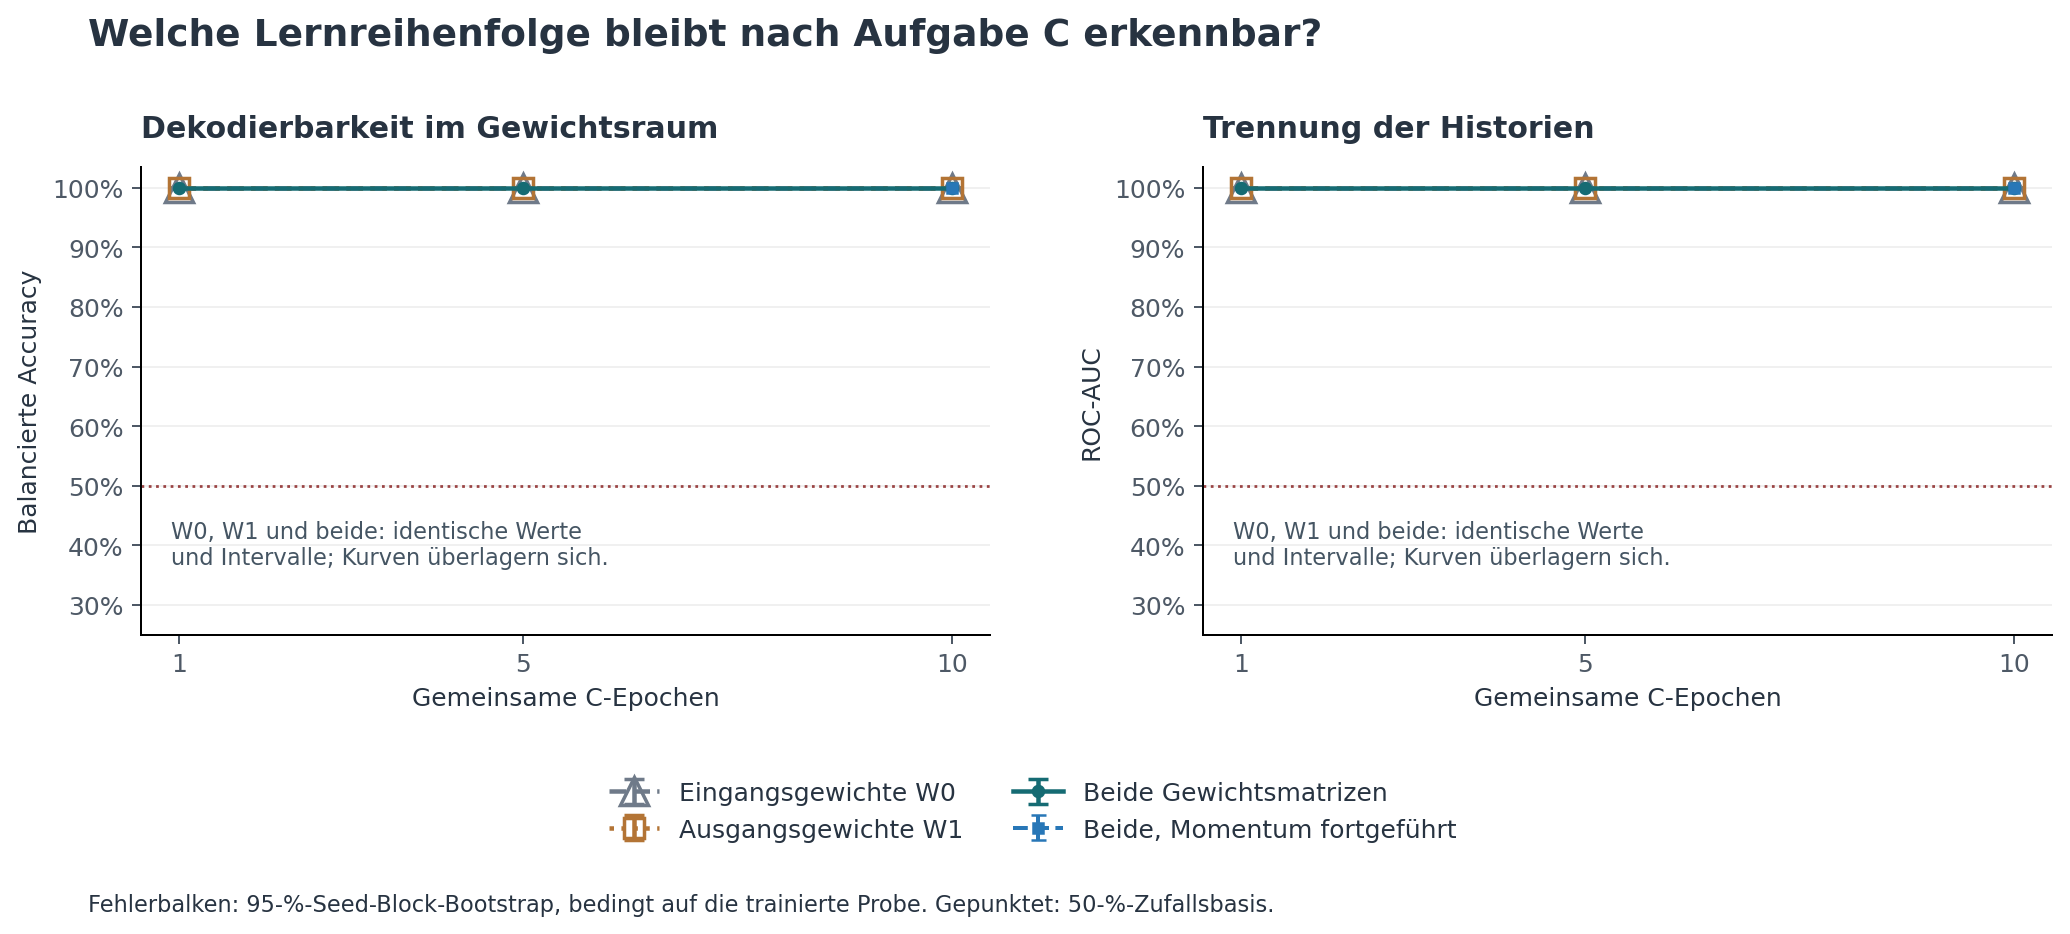 Welche Lernreihenfolge bleibt nach Aufgabe C erkennbar?
Dekodierbarkeit im Gewichtsraum
Balancierte Accuracy
100%
90%
80%
70%
60%
50%
40%
30%
W0, W1 und beide: identische Werte
und Intervalle; Kurven überlagern sich.
1 5 10
Gemeinsame C-Epochen
Trennung der Historien
ROC-AUC
100%
90%
80%
70%
60%
50%
40%
30%
W0, W1 und beide: identische Werte
und Intervalle; Kurven überlagern sich.
1 5 10
Gemeinsame C-Epochen
Eingangsgewichte W0
Ausgangsgewichte W1
Beide Gewichtsmatrizen
Beide, Momentum fortgeführt
Fehlerbalken: 95-%-Seed-Block-Bootstrap, bedingt auf die trainierte Probe. Gepunktet: 50-%-Zufallsbasis.